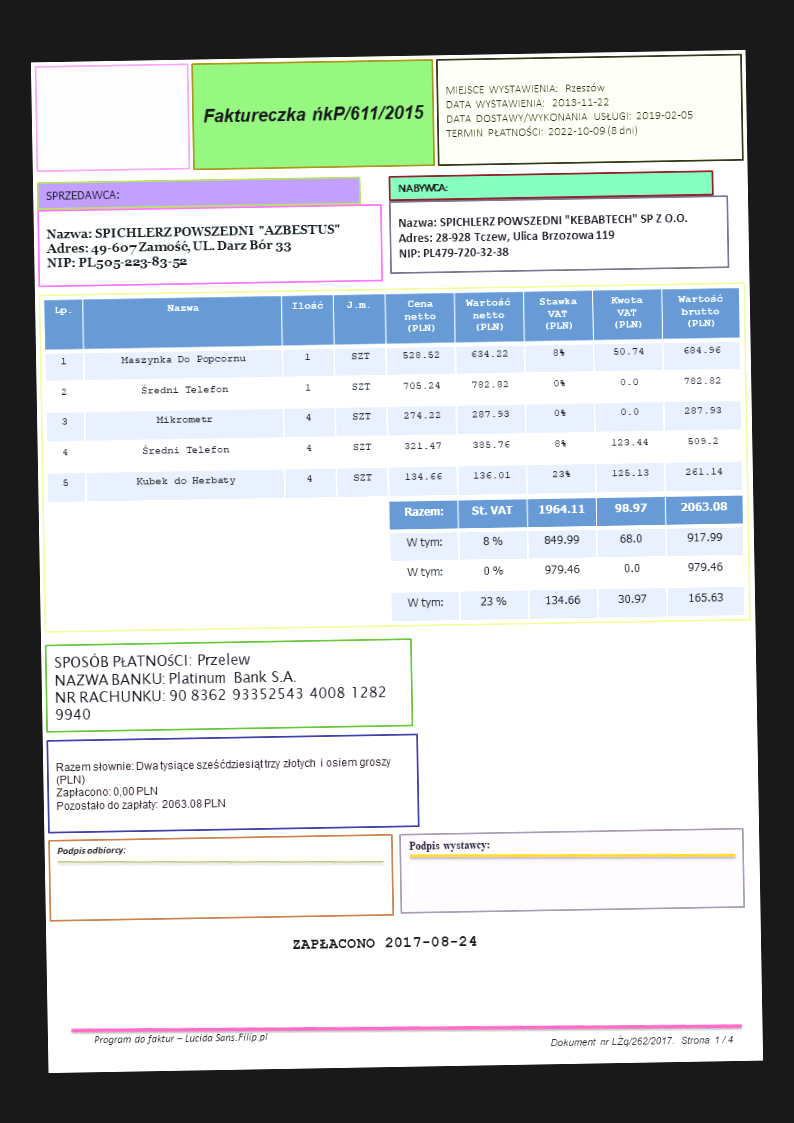 Faktureczka ńkP/611/2015
MIEJSCE WYSTAWIENIA: Rzeszów
DATA WYSTAWIENIA: 2013-11-22
DATA DOSTAWY/WYKONANIA USŁUGI: 2019-02-05
TERMIN PŁATNOŚCI: 2022-10-09 (8 dni)
SPRZEDAWCA:
Nazwa: SPICHLERZ POWSZEDNI "AZBESTUS"
Adres: 49-607 Zamość, UL. Darz Bór 33
NIP: PL505-223-83-52
NABYWCA:
Nazwa: SPICHLERZ POWSZEDNI "KEBABTECH" SP Z O.O.
Adres: 28-928 Tczew, Ulica Brzozowa 119
NIP: PL479-720-32-38
Lp. Nazwa Ilość J.m. Cena netto (PLN) Wartość netto (PLN) Stawka VAT (PLN) Kwota VAT (PLN) Wartość brutto (PLN)
1 Maszynka Do Popcornu 1 SZT 528.52 634.22 8% 50.74 684.96
2 Średni Telefon 1 SZT 705.24 782.82 0% 0.0 782.82
3 Mikrometr 4 SZT 274.22 287.93 0% 0.0 287.93
4 Średni Telefon 4 SZT 321.47 385.76 8% 123.44 509.2
5 Kubek do Herbaty 4 SZT 134.66 136.01 23% 125.13 261.14
Razem: St. VAT 1964.11 98.97 2063.08
W tym: 8 % 849.99 68.0 917.99
W tym: 0 % 979.46 0.0 979.46
W tym: 23 % 134.66 30.97 165.63
SPOSÓB PŁATNOŚCI: Przelew
NAZWA BANKU: Platinum Bank S.A.
NR RACHUNKU: 90 8362 93352543 4008 1282
9940
Razem słownie: Dwa tysiące sześćdziesiąt trzy złotych i osiem groszy
(PLN)
Zapłacono: 0,00 PLN
Pozostało do zapłaty: 2063.08 PLN
Podpis odbiorcy:
Podpis wystawcy:
ZAPŁACONO 2017-08-24
Program do faktur – Lucida Sans.Filip.pl
Dokument nr LŻq/262/2017. Strona 1 / 4